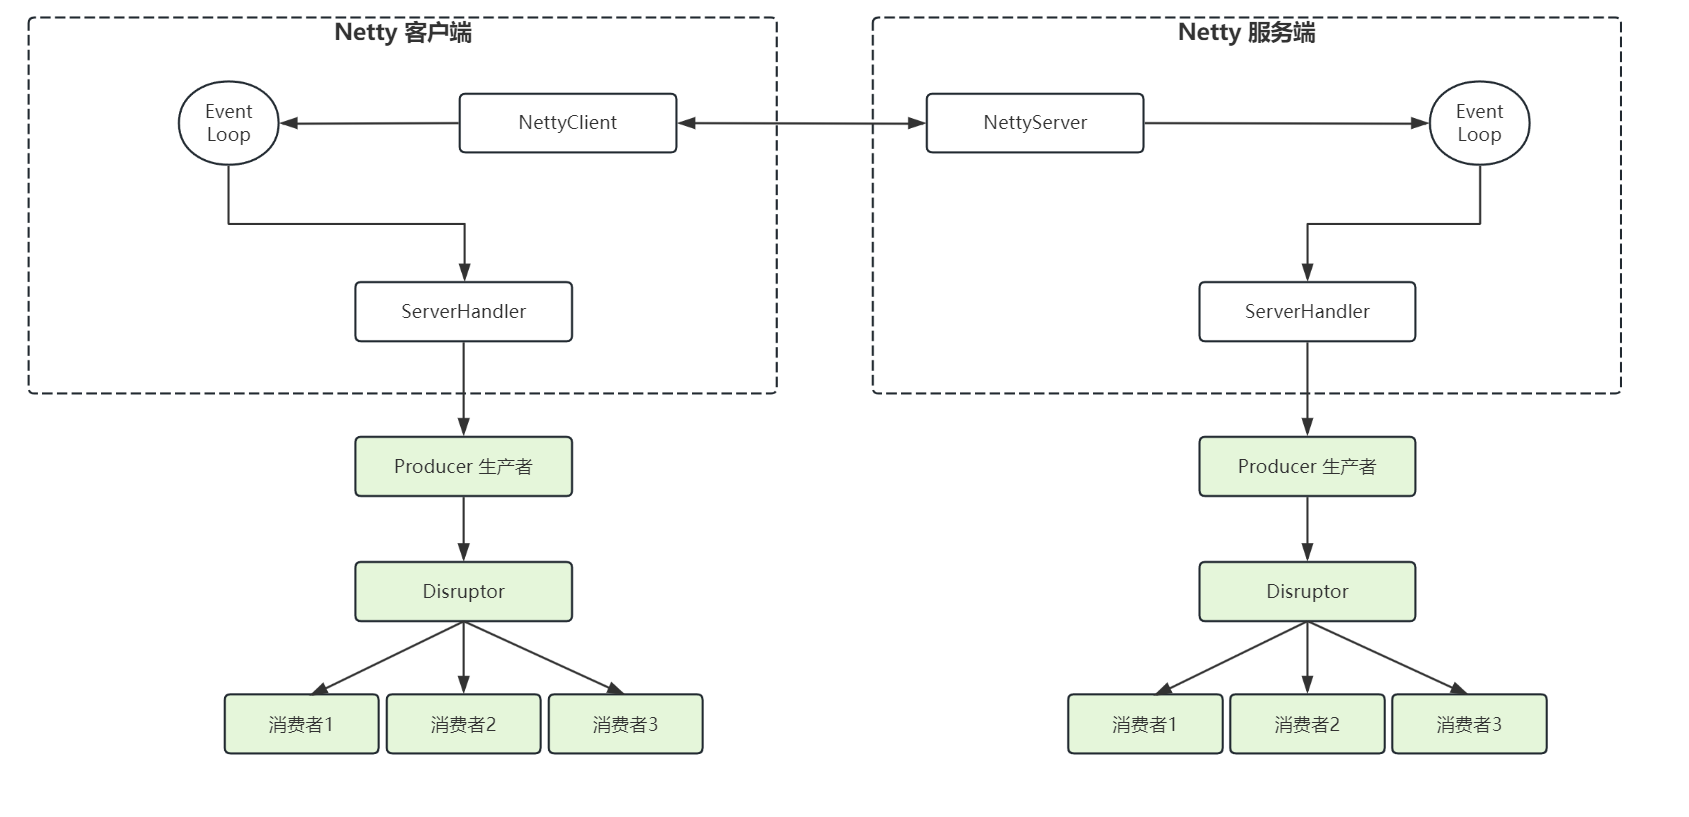 Netty 客户端
Netty 服务端
Event
Loop
NettyClient
NettyServer
Event
Loop
ServerHandler
ServerHandler
Producer 生产者
Producer 生产者
Disruptor
Disruptor
消费者1
消费者2
消费者3
消费者1
消费者2
消费者3